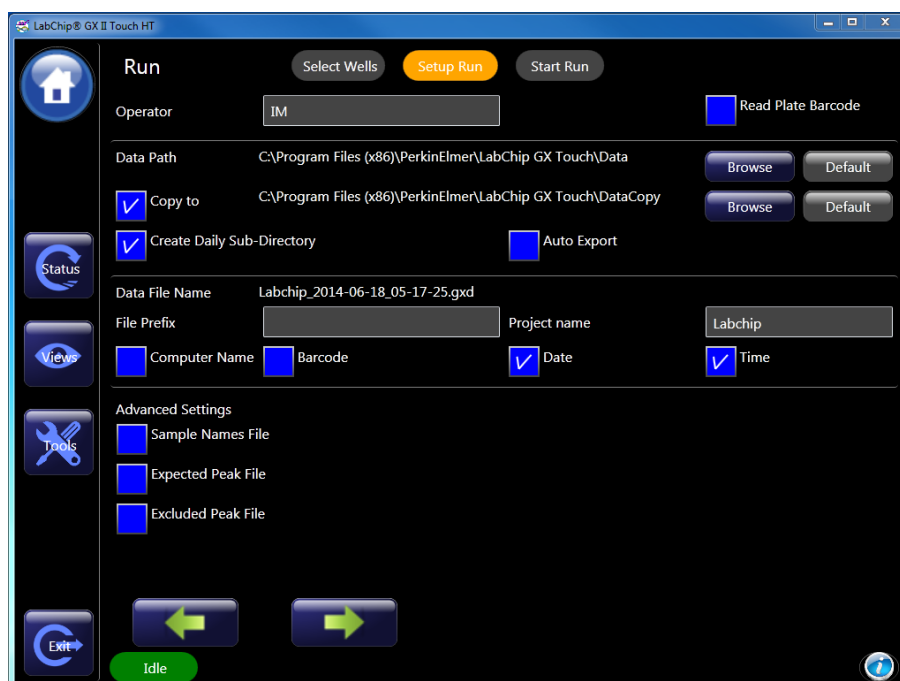 LabChip® GX II Touch HT
Run Select Wells Setup Run Start Run
Operator IM Read Plate Barcode
Data Path C:\Program Files (x86)\PerkinElmer\LabChip GX Touch\Data Browse Default
Copy to C:\Program Files (x86)\PerkinElmer\LabChip GX Touch\DataCopy Browse Default
Create Daily Sub-Directory Auto Export
Status
Data File Name Labchip_2014-06-18_05-17-25.gxd
File Prefix Project name Labchip
Views Computer Name Barcode Date Time
Advanced Settings
Sample Names File
Tools
Expected Peak File
Excluded Peak File
Exit
Idle